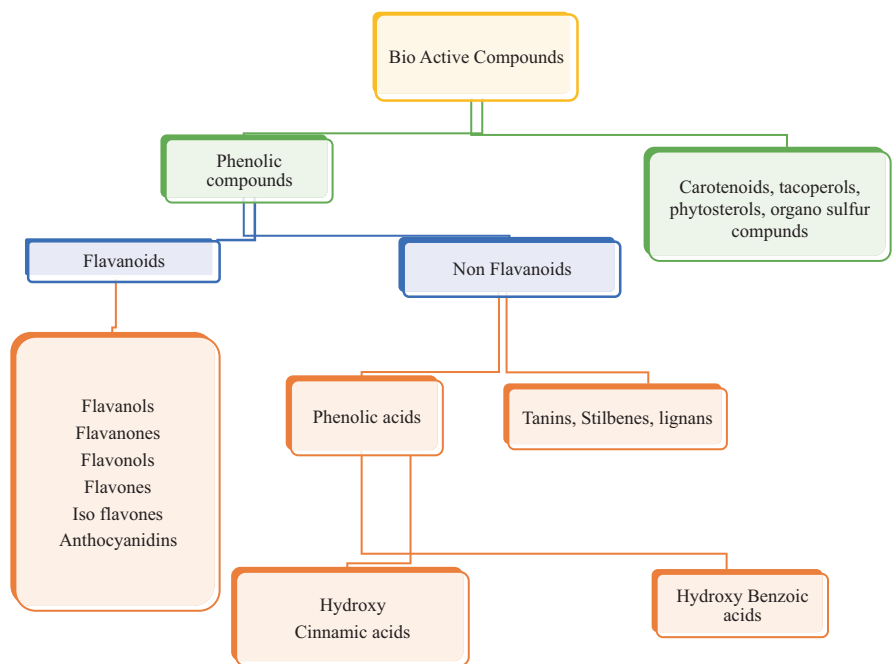 Bio Active Compounds
Phenolic
compounds
Carotenoids, tacoperols,
phytosterols, organo sulfur
compunds
Flavanoids
Non Flavanoids
Flavanols
Flavanones
Flavonols
Flavones
Iso flavones
Anthocyanidins
Phenolic acids
Tanins, Stilbenes, lignans
Hydroxy
Cinnamic acids
Hydroxy Benzoic
acids